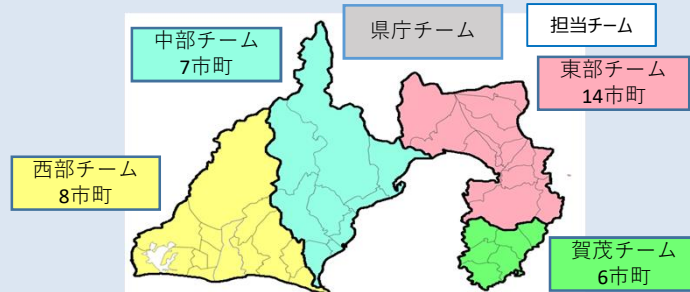 中部チーム
7市町
県庁チーム
担当チーム
東部チーム
14市町
西部チーム
8市町
賀茂チーム
6市町